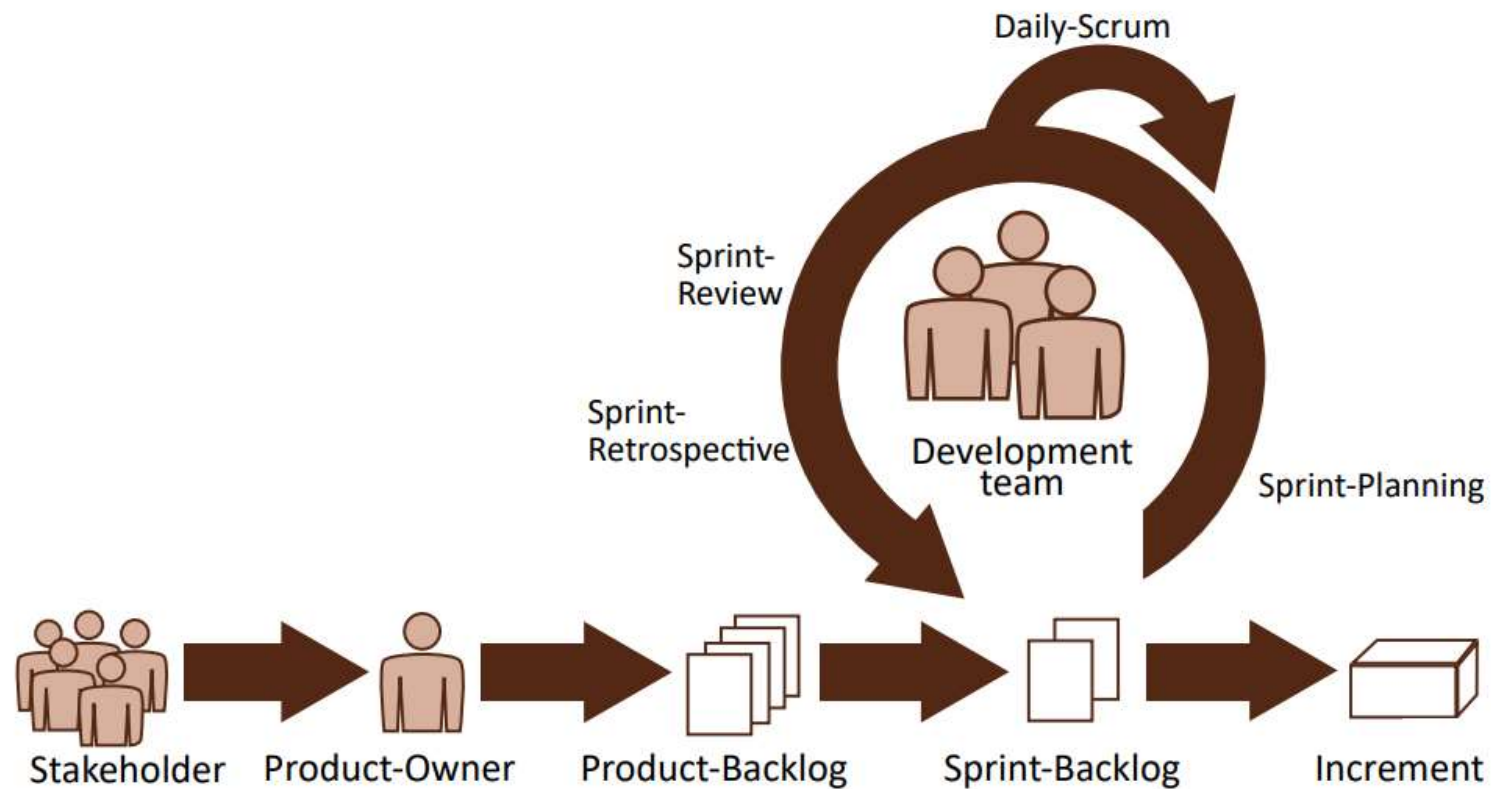 Daily-Scrum
Sprint-
Review
Sprint-
Retrospective
Development
team
Sprint-Planning
Stakeholder
Product-Owner
Product-Backlog
Sprint-Backlog
Increment